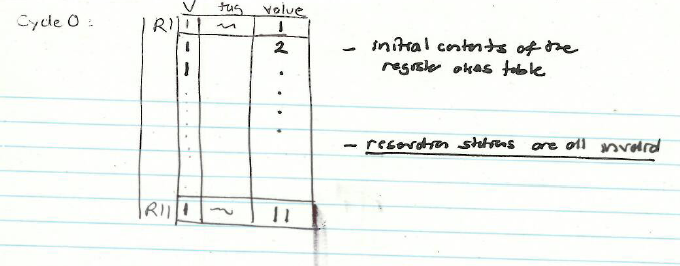 Cycle 0:
V tag value
R1 1 ~ 1
1 2
1 .
. .
. .
. .
R11 1 ~ 11
- initial contents of the
register alias table
- reservation stations are all invalid